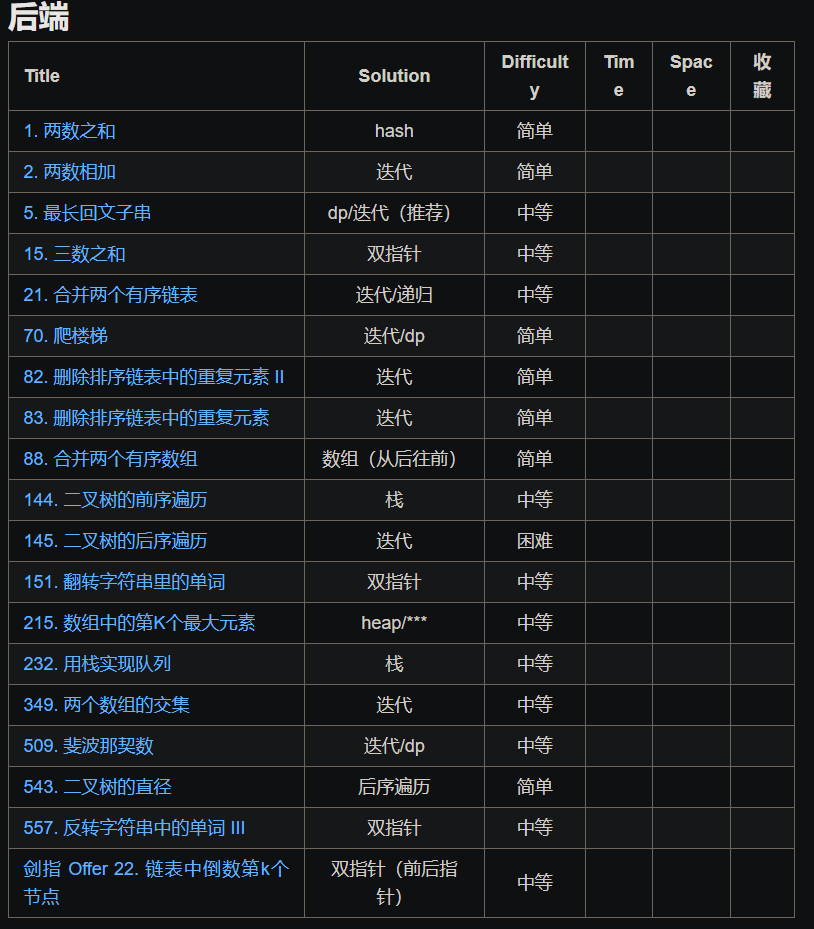 后端
Title Solution Difficult Tim Spac 收
y e e 藏
1. 两数之和 hash 简单
2. 两数相加 迭代 简单
5. 最长回文子串 dp/迭代（推荐） 中等
15. 三数之和 双指针 中等
21. 合并两个有序链表 迭代/递归 中等
70. 爬楼梯 迭代/dp 简单
82. 删除排序链表中的重复元素 II 迭代 简单
83. 删除排序链表中的重复元素 迭代 简单
88. 合并两个有序数组 数组（从后往前） 简单
144. 二叉树的前序遍历 栈 中等
145. 二叉树的后序遍历 迭代 困难
151. 翻转字符串里的单词 双指针 中等
215. 数组中的第K个最大元素 heap/*** 中等
232. 用栈实现队列 栈 中等
349. 两个数组的交集 迭代 中等
509. 斐波那契数 迭代/dp 中等
543. 二叉树的直径 后序遍历 简单
557. 反转字符串中的单词 III 双指针 中等
剑指 Offer 22. 链表中倒数第k个 双指针（前后指 中等
节点 针）